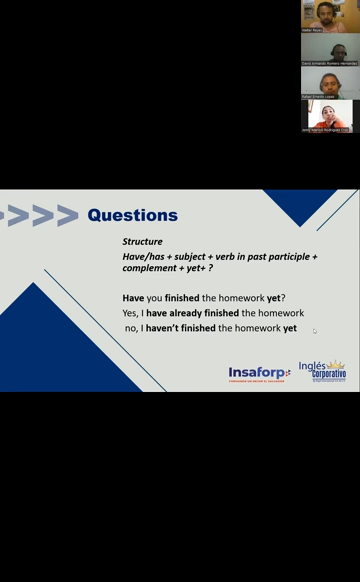 >>>> Questions
Structure
Have/has + subject + verb in past participle +
complement + yet+ ?
Have you finished the homework yet?
Yes, I have already finished the homework
no, I haven't finished the homework yet
Insaforp
Inglés
Corporativo